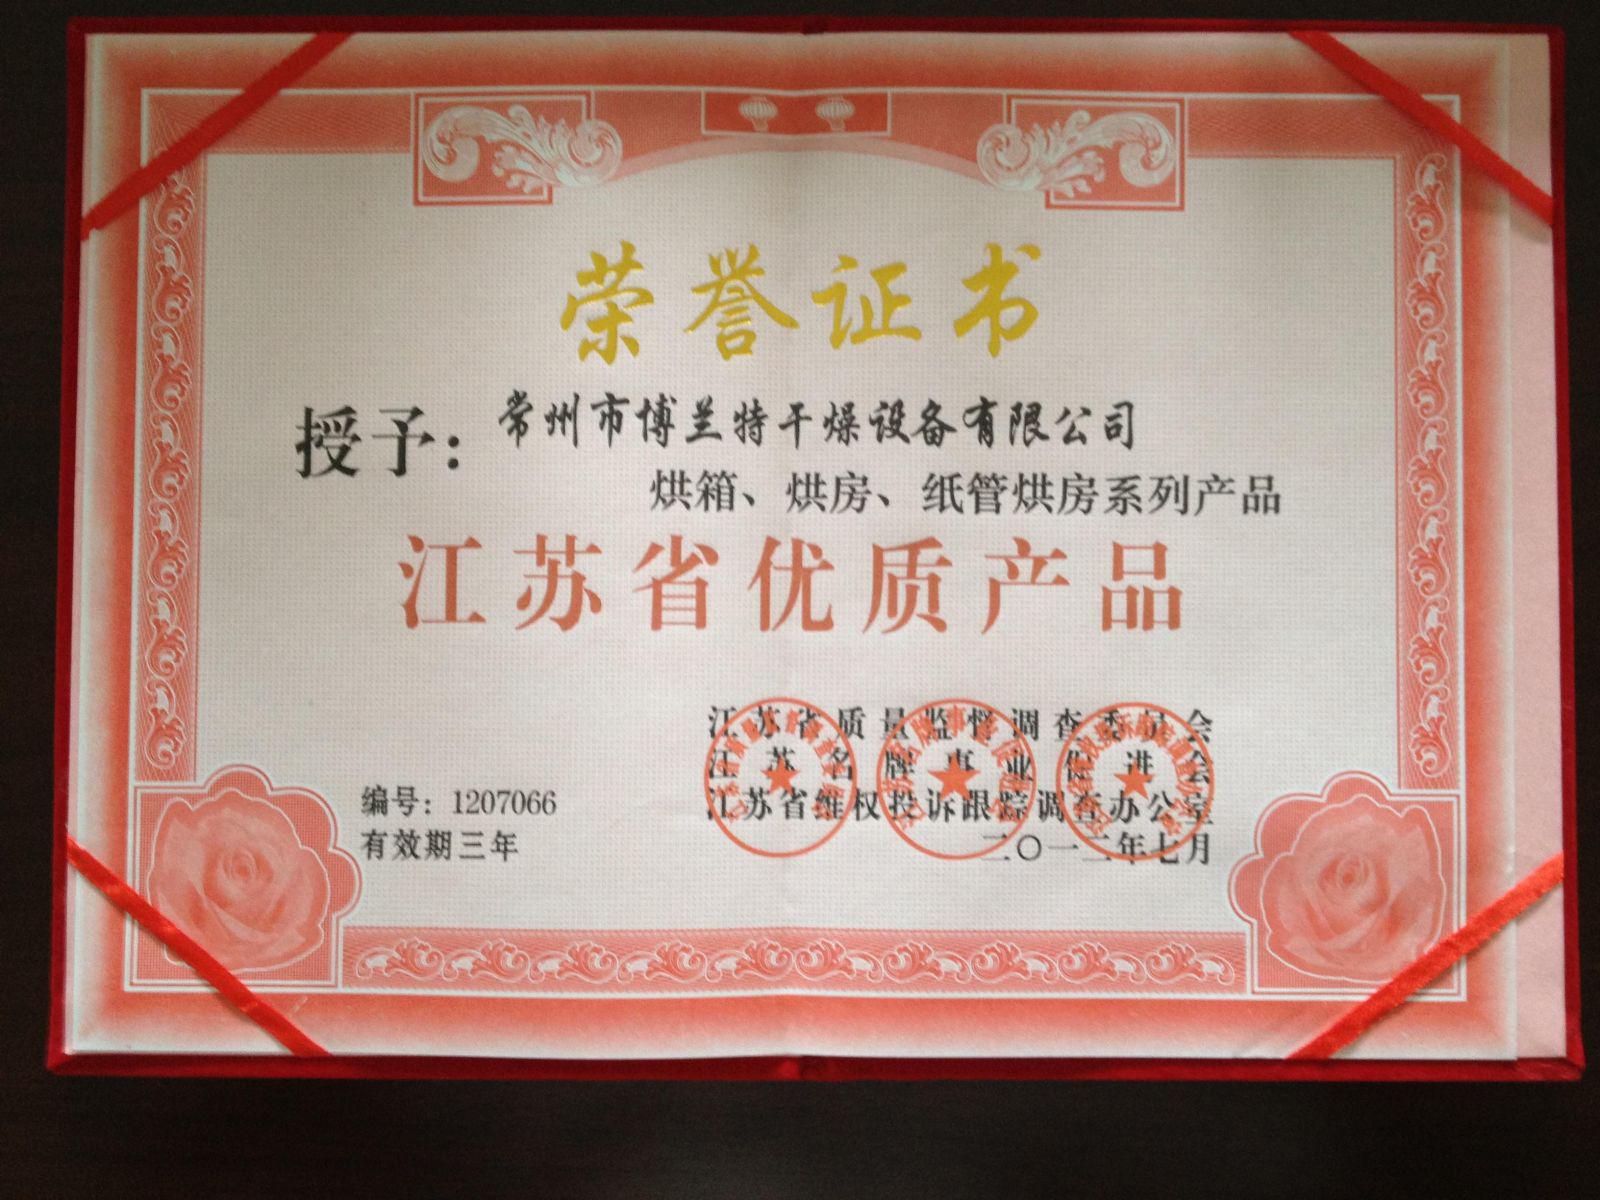 荣誉证书
授予：常州市博兰特干燥设备有限公司
烘箱、烘房、纸管烘房系列产品
江苏省优质产品
江苏省质量监督调查委员会
江苏名牌事业促进会
江苏省维权投诉跟踪调查办公室
二〇一二年七月
编号：1207066
有效期三年